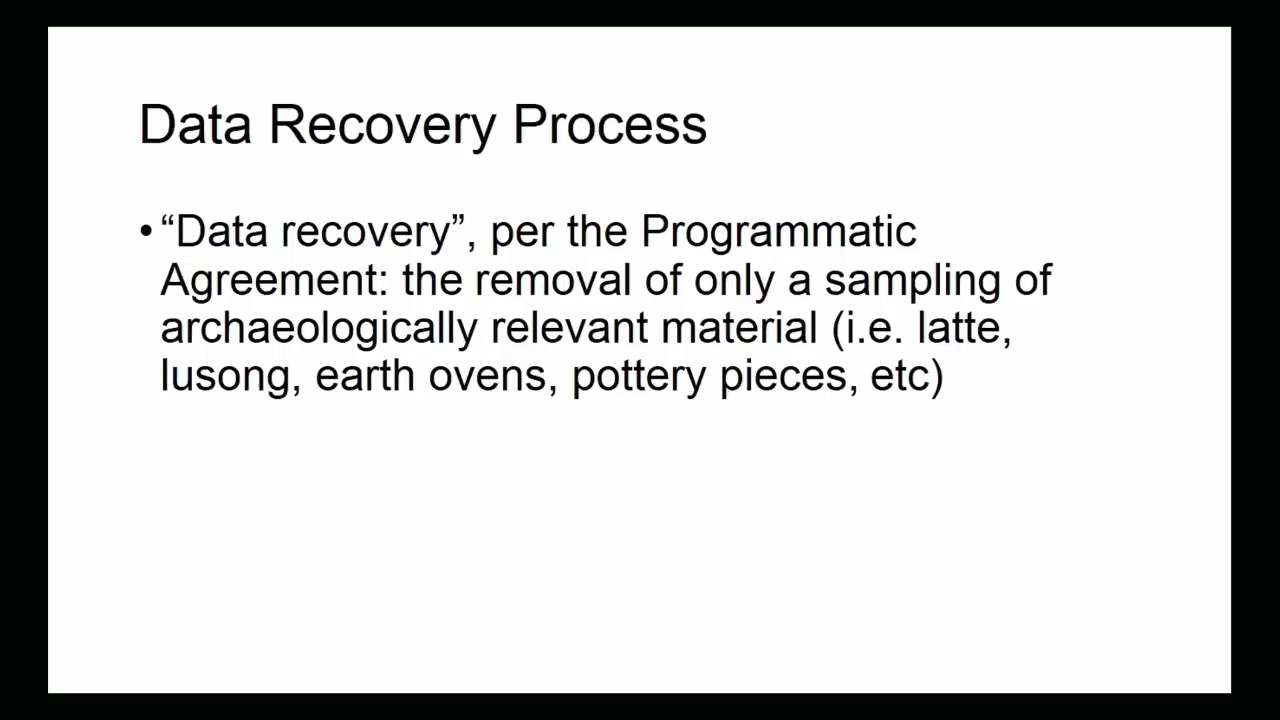 Data Recovery Process
• “Data recovery”, per the Programmatic
Agreement: the removal of only a sampling of
archaeologically relevant material (i.e. latte,
lusong, earth ovens, pottery pieces, etc)